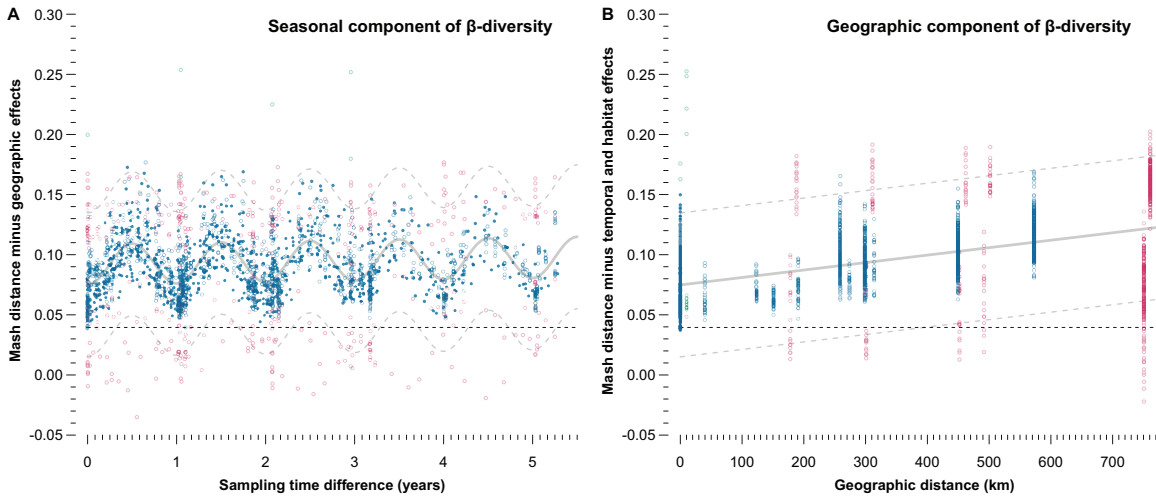 A
Seasonal component of β-diversity
Mash distance minus geographic effects
0.30
0.25
0.20
0.15
0.10
0.05
0.00
-0.05
0 1 2 3 4 5
Sampling time difference (years)
B
Geographic component of β-diversity
Mash distance minus temporal and habitat effects
0.30
0.25
0.20
0.15
0.10
0.05
0.00
-0.05
0 100 200 300 400 500 600 700
Geographic distance (km)